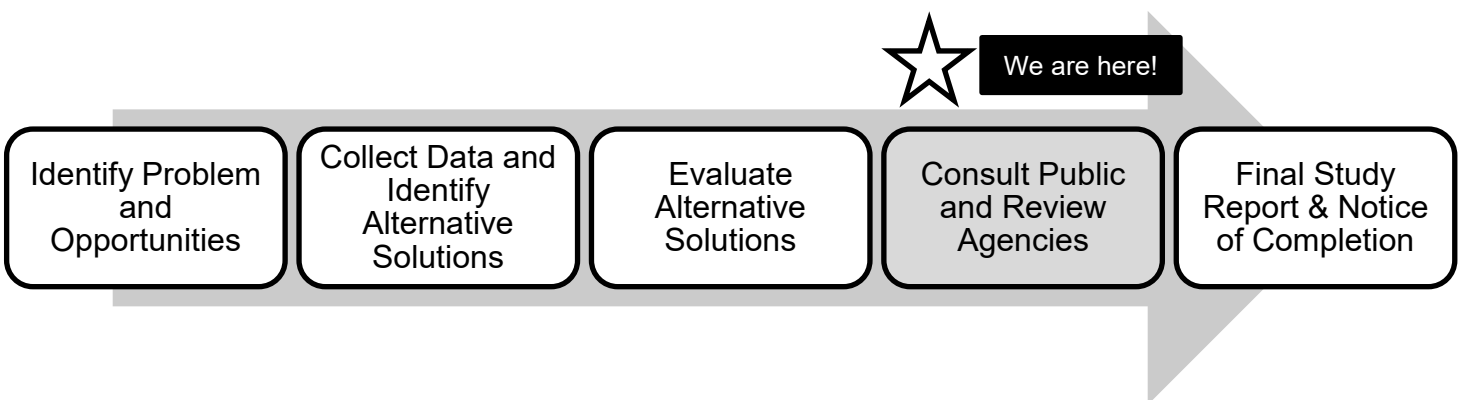 We are here!
Identify Problem
and
Opportunities
Collect Data and
Identify
Alternative
Solutions
Evaluate
Alternative
Solutions
Consult Public
and Review
Agencies
Final Study
Report & Notice
of Completion